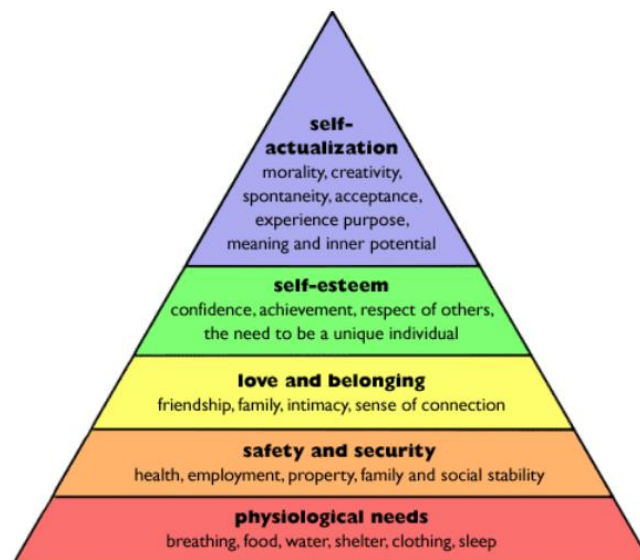 self-
actualization
morality, creativity,
spontaneity, acceptance,
experience purpose,
meaning and inner potential
self-esteem
confidence, achievement, respect of others,
the need to be a unique individual
love and belonging
friendship, family, intimacy, sense of connection
safety and security
health, employment, property, family and social stability
physiological needs
breathing, food, water, shelter, clothing, sleep